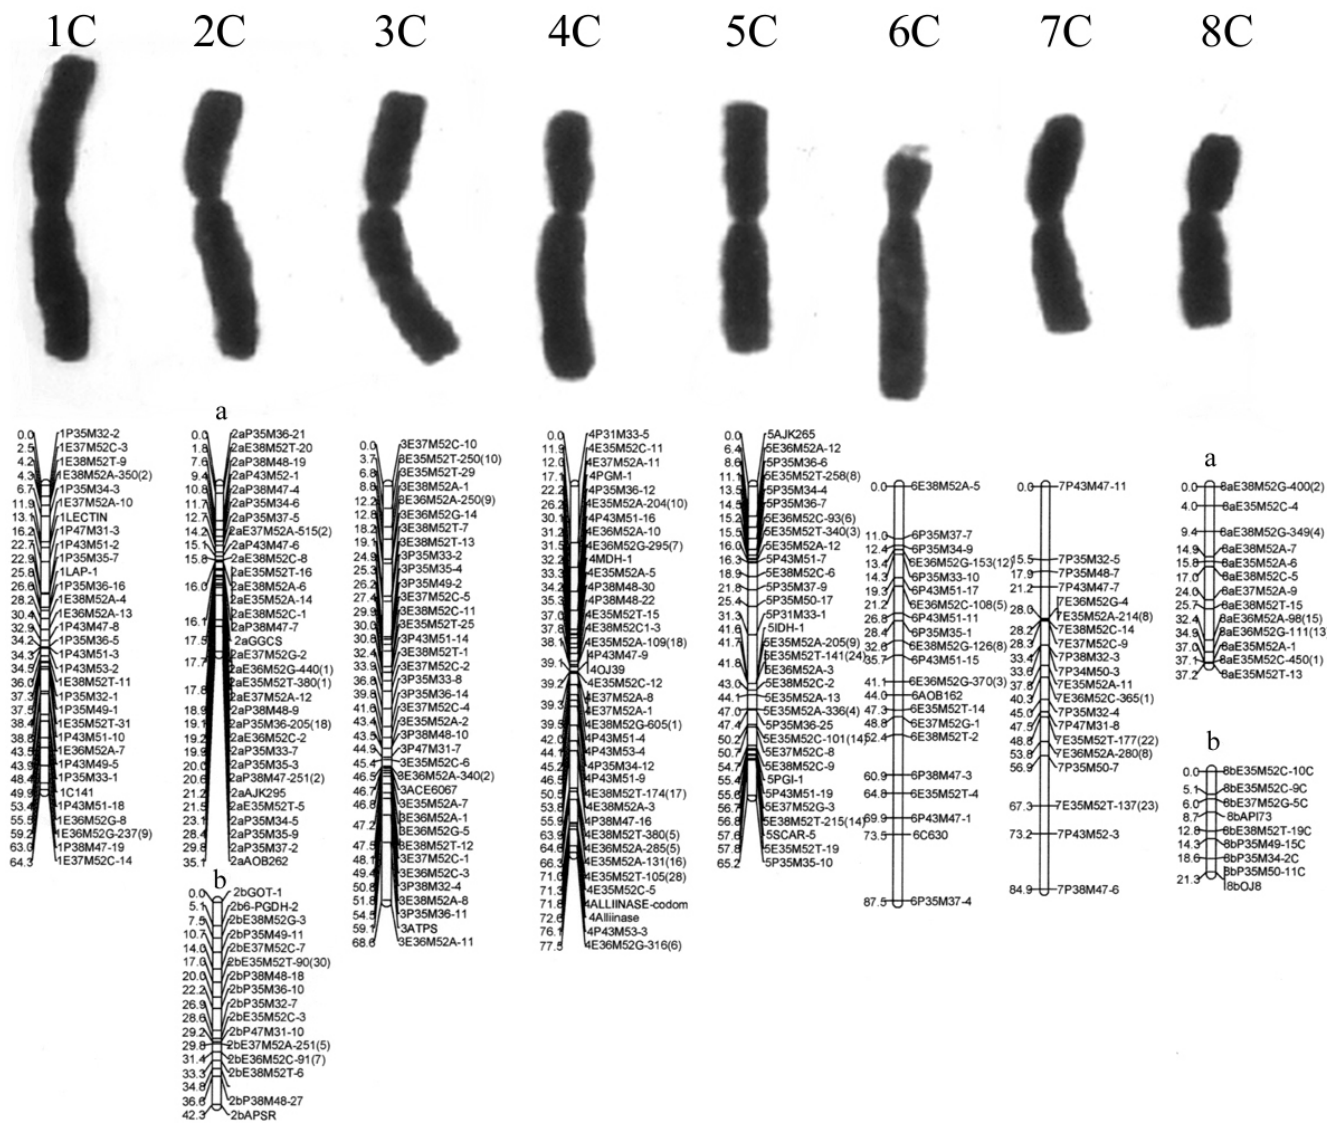 1C 2C 3C 4C 5C 6C 7C 8C
0.0 1P35M32-2
2.5 1E37M52C-3
4.2 1E38M52T-9
4.3 1E38M52A-350(2)
6.7 1P35M34-3
11.9 1E37M52A-10
13.1 1LECTIN
16.2 1P47M31-3
22.7 1P43M51-2
22.9 1P35M35-7
25.8 1LAP-1
26.6 1P35M36-16
28.2 1E38M52A-4
30.4 1E36M52A-13
32.9 1P43M47-8
34.2 1P35M36-5
34.3 1P43M51-3
34.5 1P43M53-2
36.0 1E38M52T-11
37.3 1P35M32-1
37.5 1P35M49-1
38.4 1E35M52T-31
38.8 1P43M51-10
43.5 1E36M52A-7
43.9 1P43M49-5
48.4 1P35M33-1
49.9 1C141
53.4 1P43M51-18
55.5 1E36M52G-8
59.2 1E36M52G-237(9)
63.0 1P38M47-19
64.3 1E37M52C-14
a
0.0 2aP35M36-21
1.8 2aE38M52T-20
7.6 2aP38M48-19
9.4 2aP43M52-1
10.8 2aP38M47-4
11.7 2aP35M34-6
12.7 2aP35M37-5
14.2 2aE37M52A-515(2)
15.1 2aP43M47-6
15.8 2aE38M52C-8
2aE35M52T-16
16.0 2aE38M52A-6
2aE35M52A-14
2aE38M52C-1
16.1 2aP38M47-7
17.5 2aGGCS
2aE37M52G-2
17.7 2aE36M52G-440(1)
2aE35M52T-380(1)
17.8 2aE37M52A-12
18.9 2aP38M48-9
19.1 2aP35M36-205(18)
19.2 2aE36M52C-2
19.9 2aP35M33-7
20.0 2aP35M35-3
20.6 2aP38M47-251(2)
21.2 2aAJK295
21.5 2aE35M52T-5
23.1 2aP35M34-5
28.4 2aP35M35-9
29.8 2aP35M37-2
35.1 2aAOB262
b
0.0 2bGOT-1
5.1 2b6-PGDH-2
7.5 2bE38M52G-3
10.7 2bP35M49-11
14.0 2bE37M52C-7
17.0 2bE35M52T-90(30)
20.0 2bP38M48-18
22.2 2bP35M36-10
26.9 2bP35M32-7
28.6 2bE35M52C-3
29.2 2bP47M31-10
29.8 2bE37M52A-251(5)
31.4 2bE36M52C-91(7)
33.3 2bE38M52T-6
34.8
36.6 2bP38M48-27
42.3 2bAPSR
0.0 3E37M52C-10
3.7 3E35M52T-250(10)
6.8 3E35M52T-29
8.8 3E38M52A-1
12.2 3E36M52A-250(9)
12.8 3E36M52G-14
18.2 3E38M52T-7
19.1 3E38M52T-13
24.9 3P35M33-2
25.3 3P35M35-4
26.2 3P35M49-2
27.4 3E37M52C-5
29.9 3E38M52C-11
30.0 3E35M52T-25
30.8 3P43M51-14
32.4 3E38M52T-1
33.9 3E37M52C-2
36.8 3P35M33-8
39.8 3P35M36-14
41.6 3E37M52C-4
43.4 3E35M52A-2
43.5 3P38M48-10
44.9 3P47M31-7
45.4 3E35M52C-6
46.5 3E36M52A-340(2)
46.7 3ACE6067
46.8 3E35M52A-7
3E36M52A-1
47.2 3E36M52G-5
47.5 3E38M52T-12
48.1 3E37M52C-1
49.4 3E36M52C-3
50.8 3P38M32-4
51.8 3E38M52A-8
54.5 3P35M36-11
59.1 3ATPS
68.6 3E36M52A-11
0.0 4P31M33-5
11.9 4E35M52C-11
12.0 4E37M52A-11
17.1 4PGM-1
22.2 4P35M36-12
26.2 4E35M52A-204(10)
30.1 4P43M51-16
31.2 4E36M52A-10
31.5 4E36M52G-295(7)
32.2 4MDH-1
33.3 4E35M52A-5
34.2 4P38M48-30
35.3 4P38M48-22
37.0 4E35M52T-15
37.8 4E38M52C1-3
38.1 4E35M52A-109(18)
4P43M47-9
39.1 4OJ39
39.2 4E35M52C-12
4E37M52A-8
39.3 4E37M52A-1
39.5 4E38M52G-605(1)
42.0 4P43M51-4
44.1 4P43M53-4
45.2 4P35M34-12
46.5 4P43M51-9
50.5 4E38M52T-174(17)
53.8 4E38M52A-3
55.9 4P38M47-16
63.9 4E38M52T-380(5)
64.6 4E36M52A-285(5)
66.3 4E35M52A-131(16)
71.0 4E35M52T-105(28)
71.3 4E35M52C-5
71.8 4ALLIINASE-codom
72.6 4Alliinase
76.1 4P43M53-3
77.5 4E36M52G-316(6)
0.0 5AJK265
6.4 5E36M52A-12
8.6 5P35M36-6
11.1 5E35M52T-258(8)
13.5 5P35M34-4
14.5 5P35M36-7
15.2 5E36M52C-93(6)
15.5 5E35M52T-340(3)
16.0 5E35M52A-12
16.3 5P43M51-7
18.9 5E38M52C-6
21.8 5P35M37-9
25.4 5P35M50-17
31.3 5P35M33-1
41.6 5IDH-1
41.7 5E35M52A-205(9)
5E35M52T-141(24)
41.8 5E36M52A-3
43.0 5E38M52C-2
44.1 5E35M52A-13
47.0 5E35M52A-336(4)
47.4 5P35M36-25
50.2 5E35M52C-101(14)
50.7 5E37M52C-8
54.7 5E38M52C-9
55.4 5PGI-1
55.6 5P43M51-19
56.7 5E37M52G-3
56.8 5E38M52T-215(14)
57.6 5SCAR-5
57.8 5E35M52T-19
65.2 5P35M35-10
0.0 6E38M52A-5
11.0 6P35M37-7
12.4 6P35M34-9
13.4 6E36M52G-153(12)
14.3 6P35M33-10
19.3 6P43M51-17
21.2 6E36M52C-108(5)
26.8 6P43M51-11
28.4 6P35M35-1
32.6 6E38M52G-126(8)
35.7 6P43M51-15
41.1 6E36M52G-370(3)
44.0 6AOB162
47.3 6E35M52T-14
48.8 6E37M52G-1
52.4 6E38M52T-2
60.9 6P38M47-3
64.8 6E35M52T-4
69.9 6P43M47-1
73.5 6C630
87.5 6P35M37-4
0.0 7P43M47-11
15.5 7P35M32-5
17.9 7P35M48-7
21.2 7P43M47-7
7E36M52G-4
28.0 7E35M52A-214(8)
28.2 7E38M52C-14
28.3 7E37M52C-9
33.4 7P38M32-3
33.6 7P34M50-3
37.8 7E35M52A-11
40.3 7E36M52C-365(1)
45.0 7P35M32-4
47.5 7P47M31-8
48.8 7E35M52T-177(22)
53.8 7E36M52A-280(8)
56.9 7P35M50-7
67.3 7E35M52T-137(23)
73.2 7P43M52-3
84.9 7P38M47-6
a
0.0 8aE38M52G-400(2)
4.0 8aE35M52C-4
9.4 8aE38M52G-349(4)
14.9 8aE38M52A-7
15.8 8aE35M52A-6
17.0 8aE38M52C-5
24.0 8aE37M52A-9
25.7 8aE38M52T-15
32.4 8aE36M52A-98(15)
34.9 8aE36M52G-111(13
37.0 8aE35M52A-1
37.1 8aE35M52C-450(1)
37.2 8aE35M52T-13
b
0.0 8bE35M52C-10C
5.1 8bE35M52C-9C
6.0 8bE37M52G-5C
8.7 8bAPI73
12.8 8bE38M52T-19C
14.3 8bP35M49-15C
18.6 8bP35M34-2C
8bP35M50-11C
21.3 8bOJ8